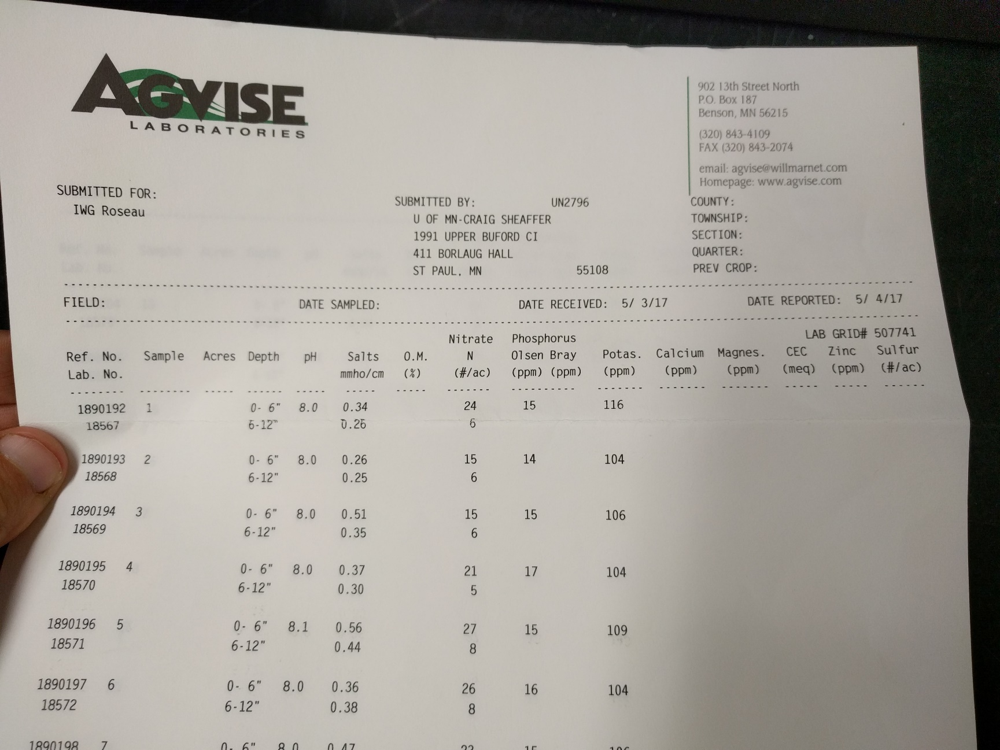 AGVISE
LABORATORIES
902 13th Street North
P.O. Box 187
Benson, MN 56215
(320) 843-4109
FAX (320) 843-2074
email: agvise@willmarnet.com
Homepage: www.agvise.com
SUBMITTED FOR:
IWG Roseau
SUBMITTED BY: UN2796
U OF MN-CRAIG SHEAFFER
1991 UPPER BUFORD CI
411 BORLAUG HALL
ST PAUL, MN 55108
COUNTY:
TOWNSHIP:
SECTION:
QUARTER:
PREV CROP:
FIELD: DATE SAMPLED: DATE RECEIVED: 5/ 3/17 DATE REPORTED: 5/ 4/17
LAB GRID# 507741
Nitrate Phosphorus
Ref. No. Sample Acres Depth pH Salts O.M. N Olsen Bray Potas. Calcium Magnes. CEC Zinc Sulfur
Lab. No. mmho/cm (%) (#/ac) (ppm) (ppm) (ppm) (ppm) (ppm) (meq) (ppm) (#/ac)
1890192 1 0- 6" 8.0 0.34 24 15 116
18567 6-12" 0.26 6
1890193 2 0- 6" 8.0 0.26 15 14 104
18568 6-12" 0.25 6
1890194 3 0- 6" 8.0 0.51 15 15 106
18569 6-12" 0.35 6
1890195 4 0- 6" 8.0 0.37 21 17 104
18570 6-12" 0.30 5
1890196 5 0- 6" 8.1 0.56 27 15 109
18571 6-12" 0.44 8
1890197 6 0- 6" 8.0 0.36 26 16 104
18572 6-12" 0.38 8
1890198 7 0- 6" 8.0 0.47